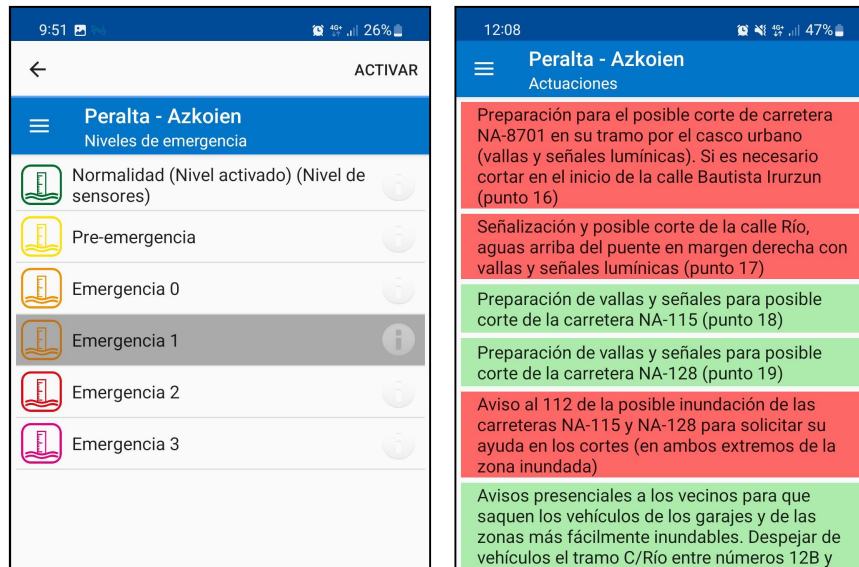 9:51
4G+
26%
ACTIVAR
Peralta - Azkoien
Niveles de emergencia
Normalidad (Nivel activado) (Nivel de
sensores)
Pre-emergencia
Emergencia 0
Emergencia 1
Emergencia 2
Emergencia 3
12:08
4G+
47%
Peralta - Azkoien
Actuaciones
Preparación para el posible corte de carretera
NA-8701 en su tramo por el casco urbano
(vallas y señales lumínicas). Si es necesario
cortar en el inicio de la calle Bautista Irurzun
(punto 16)
Señalización y posible corte de la calle Río,
aguas arriba del puente en margen derecha con
vallas y señales lumínicas (punto 17)
Preparación de vallas y señales para posible
corte de la carretera NA-115 (punto 18)
Preparación de vallas y señales para posible
corte de la carretera NA-128 (punto 19)
Aviso al 112 de la posible inundación de las
carreteras NA-115 y NA-128 para solicitar su
ayuda en los cortes (en ambos extremos de la
zona inundada)
Avisos presenciales a los vecinos para que
saquen los vehículos de los garajes y de las
zonas más fácilmente inundables. Despejar de
vehículos el tramo C/Río entre números 12B y